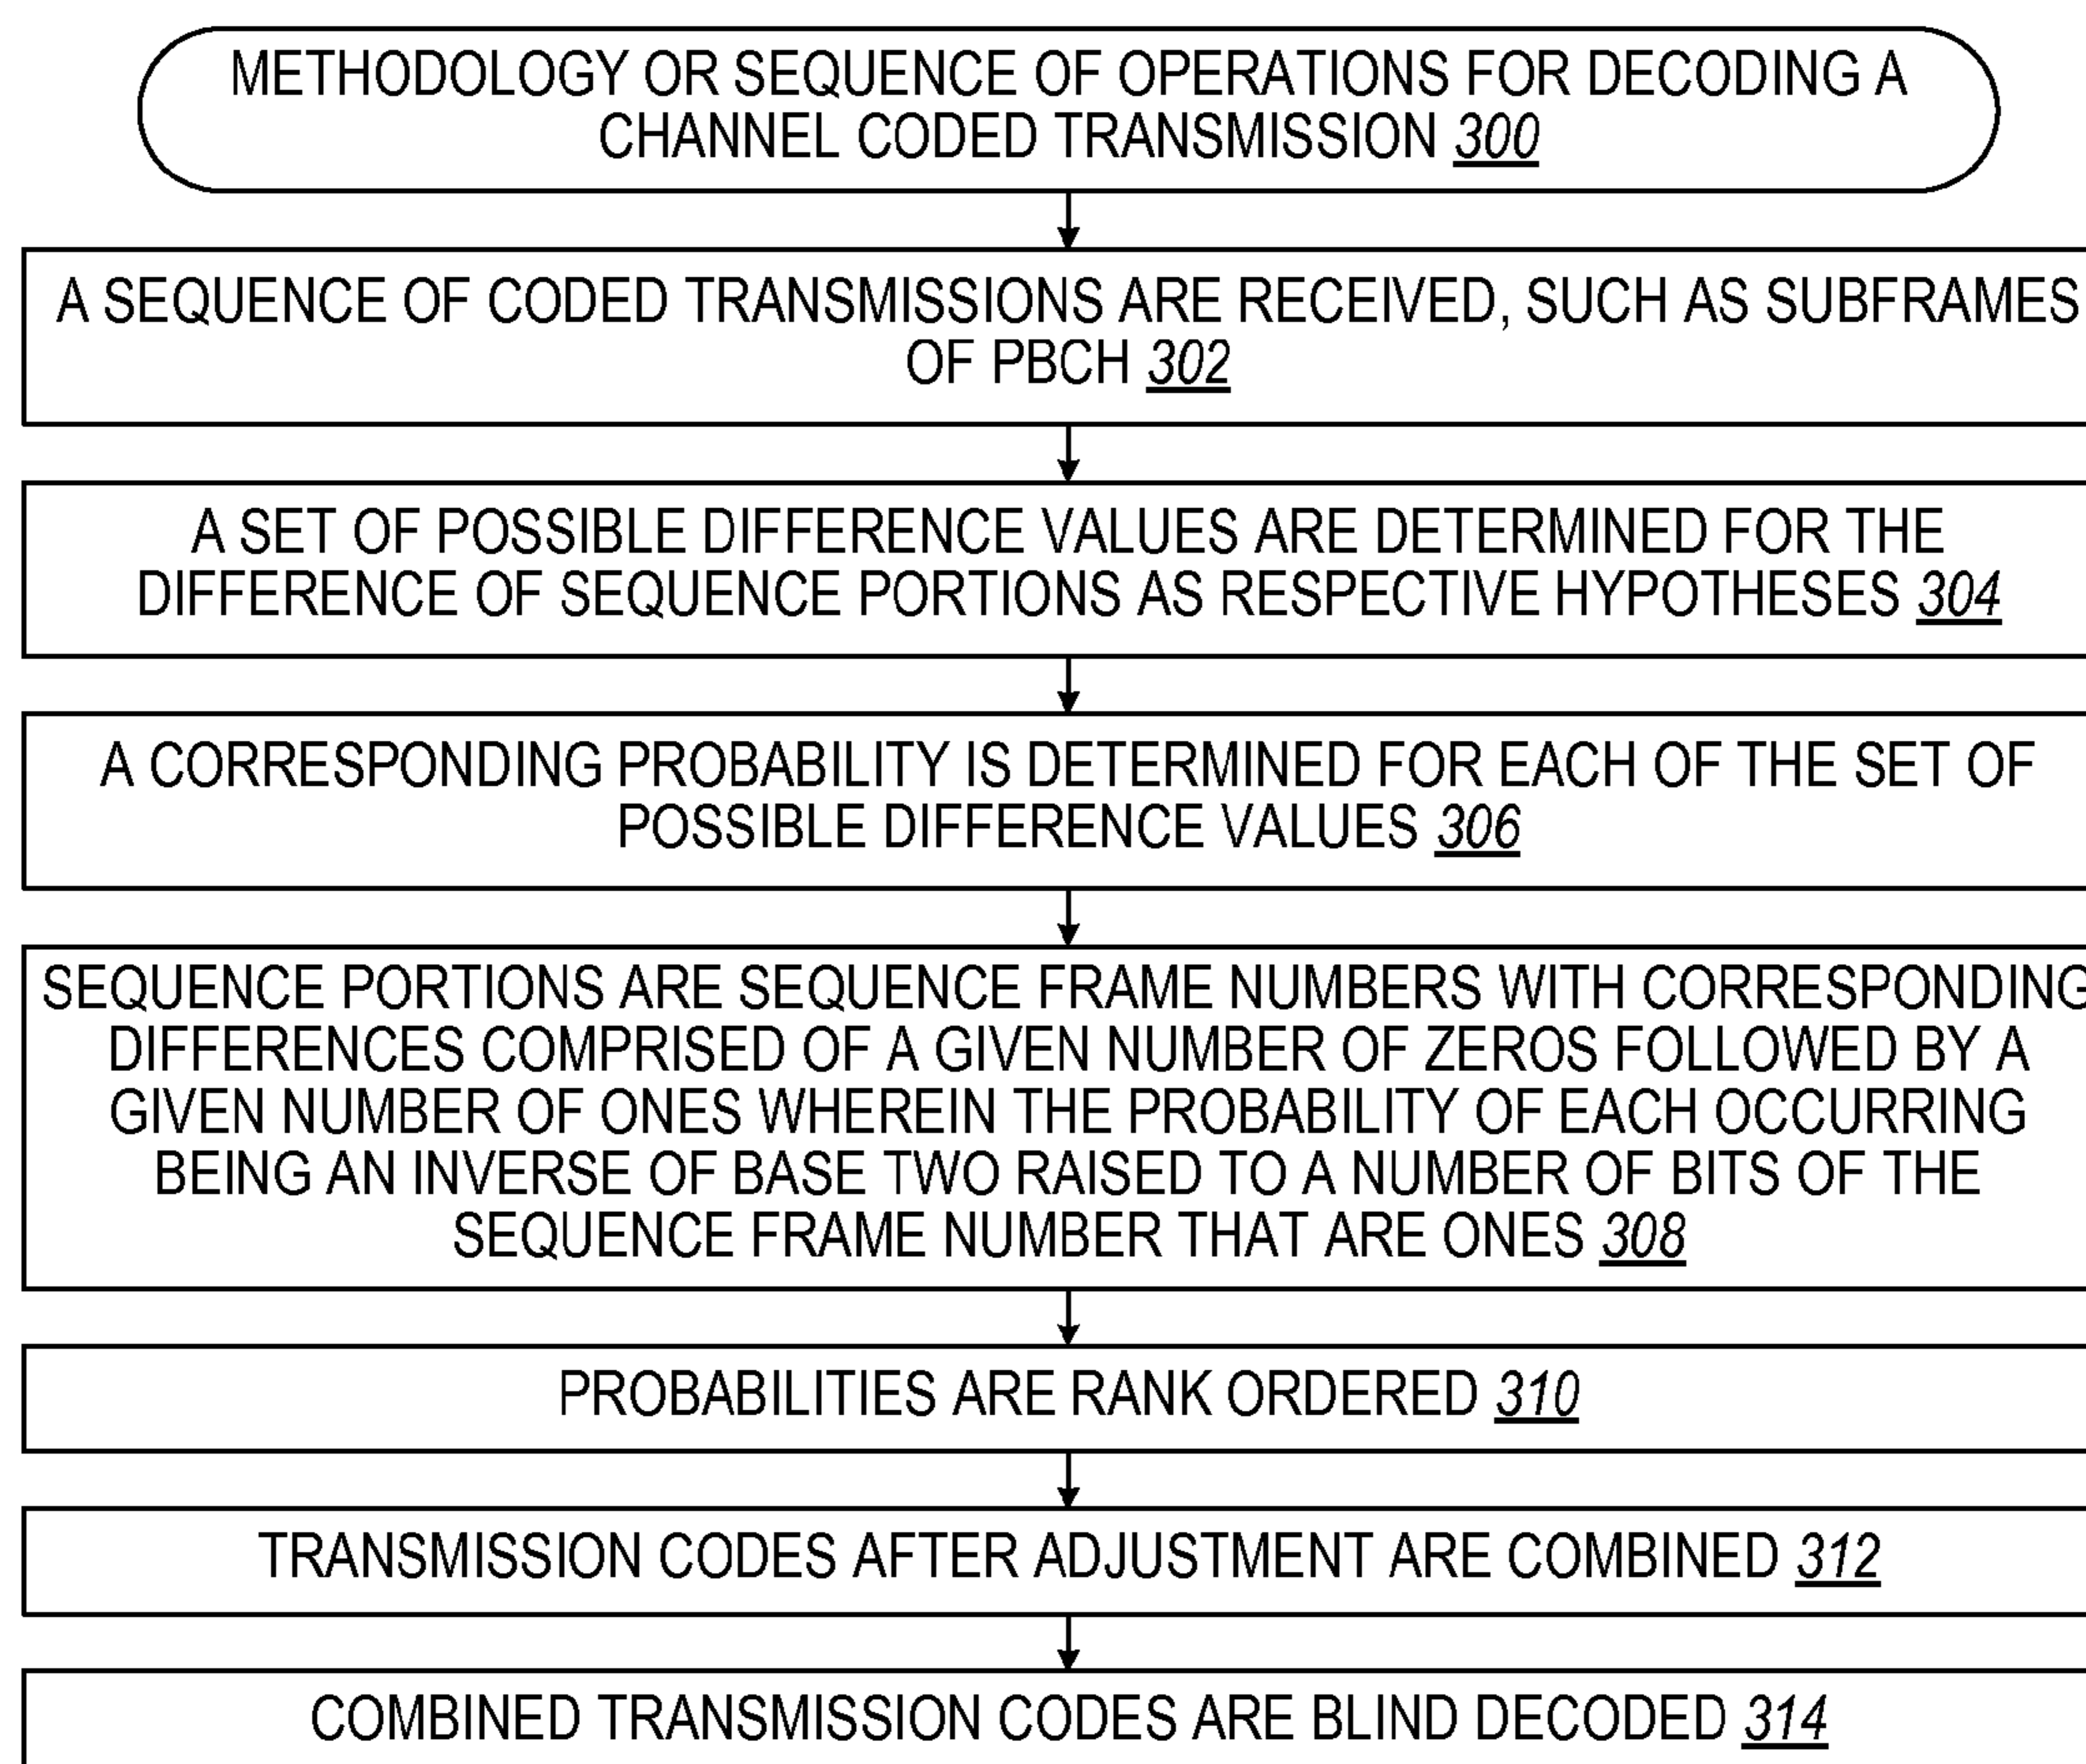 METHODOLOGY OR SEQUENCE OF OPERATIONS FOR DECODING A
CHANNEL CODED TRANSMISSION 300
A SEQUENCE OF CODED TRANSMISSIONS ARE RECEIVED, SUCH AS SUBFRAMES
OF PBCH 302
A SET OF POSSIBLE DIFFERENCE VALUES ARE DETERMINED FOR THE
DIFFERENCE OF SEQUENCE PORTIONS AS RESPECTIVE HYPOTHESES 304
A CORRESPONDING PROBABILITY IS DETERMINED FOR EACH OF THE SET OF
POSSIBLE DIFFERENCE VALUES 306
SEQUENCE PORTIONS ARE SEQUENCE FRAME NUMBERS WITH CORRESPONDING
DIFFERENCES COMPRISED OF A GIVEN NUMBER OF ZEROS FOLLOWED BY A
GIVEN NUMBER OF ONES WHEREIN THE PROBABILITY OF EACH OCCURRING
BEING AN INVERSE OF BASE TWO RAISED TO A NUMBER OF BITS OF THE
SEQUENCE FRAME NUMBER THAT ARE ONES 308
PROBABILITIES ARE RANK ORDERED 310
TRANSMISSION CODES AFTER ADJUSTMENT ARE COMBINED 312
COMBINED TRANSMISSION CODES ARE BLIND DECODED 314